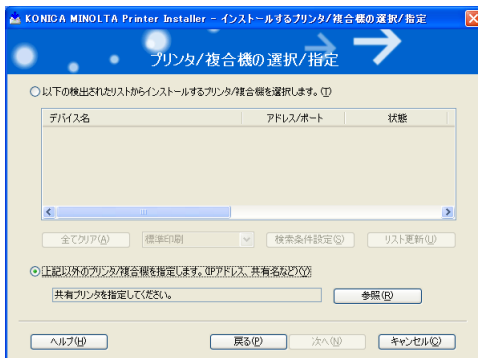 KONICA MINOLTA Printer Installer - インストールするプリンタ/複合機の選択/指定
プリンタ/複合機の選択/指定
以下の検出されたリストからインストールするプリンタ/複合機を選択します。(T)
デバイス名 アドレス/ポート 状態
全てクリア(A) 標準印刷 検索条件設定(S) リスト更新(U)
上記以外のプリンタ/複合機を指定します。(IPアドレス、共有名など)(Y)
共有プリンタを指定してください。 参照(R)
ヘルプ(H) 戻る(P) 次へ(N) キャンセル(C)